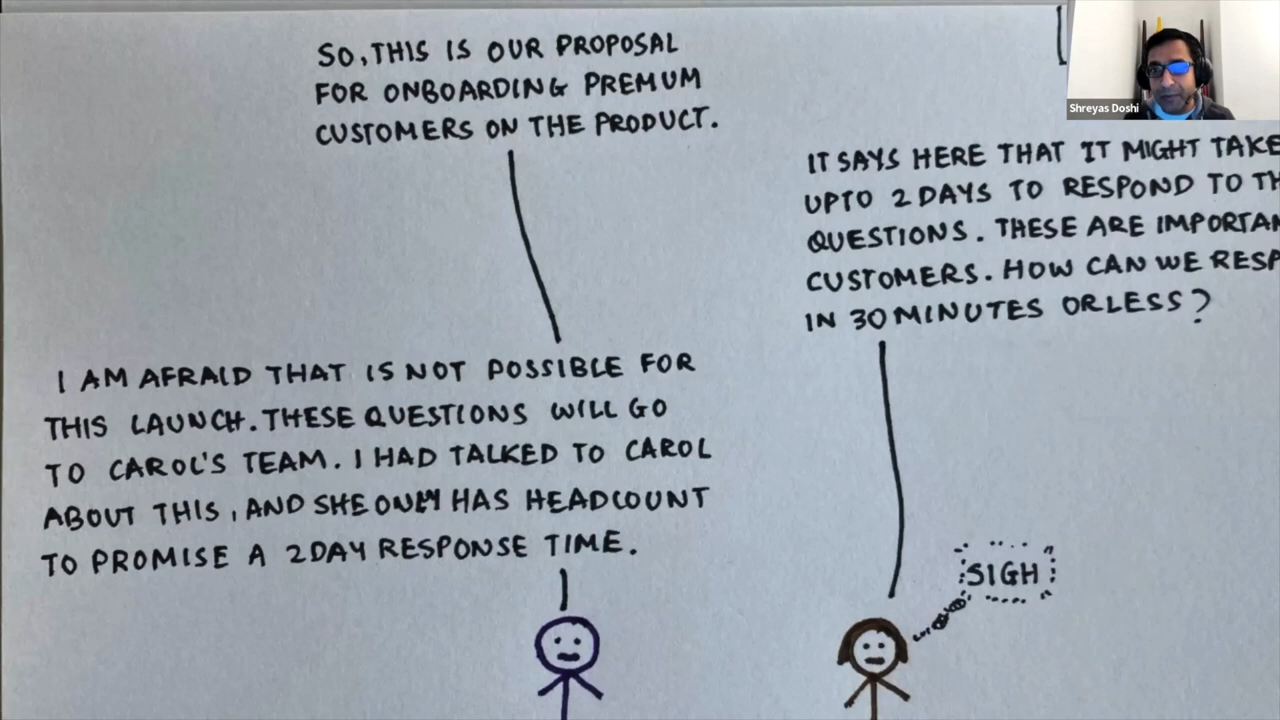 SO, THIS IS OUR PROPOSAL
FOR ONBOARDING PREMUM
CUSTOMERS ON THE PRODUCT.
Shreyas Doshi
IT SAYS HERE THAT IT MIGHT TAKE
UPTO 2 DAYS TO RESPOND TO
QUESTIONS. THESE ARE
CUSTOMERS. HOW CAN WE
IN 30 MINUTES OR LESS?
I AM AFRAID THAT IS NOT POSSIBLE FOR
THIS LAUNCH. THESE QUESTIONS WILL GO
TO CAROL'S TEAM. I HAD TALKED TO CAROL
ABOUT THIS, AND SHE ONLY HAS HEADCOUNT
TO PROMISE A 2 DAY RESPONSE TIME.
SIGH